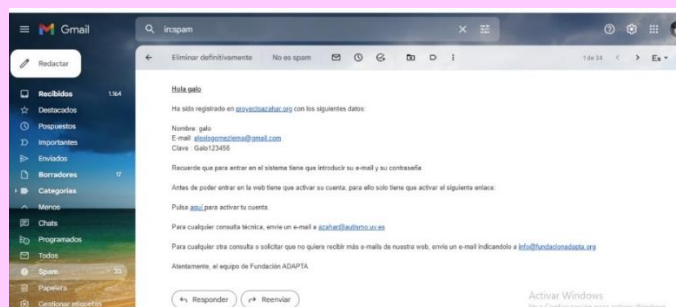 Gmail
in:spam
Redactar
Eliminar definitivamente No es spam
1 de 34
Es
Recibidos 1.164
Destacados
Pospuestos
Importantes
Enviados
Borradores 17
Categorías
Menos
Chats
Programados
Todos
Spam 33
Papelera
Gestionar etiquetas
Hola galo
Ha sido registrado en proyectoazahar.org con los siguientes datos:
Nombre: galo
E-mail:
Clave : Galo123456
Recuerde que para entrar en el sistema tiene que introducir su e-mail y su contraseña
Antes de poder entrar en la web tiene que activar su cuenta, para ello solo tiene que activar el siguiente enlace:
Pulsa aquí para activar tu cuenta.
Para cualquier consulta técnica, envíe un e-mail a azahar@autismo.uv.es
Para cualquier otra consulta o solicitar que no quiere recibir más e-mails de nuestra web, envíe un e-mail indicandolo a info@fundacionadapta.org
Atentamente, el equipo de Fundación ADAPTA
Responder Reenviar
Activar Windows